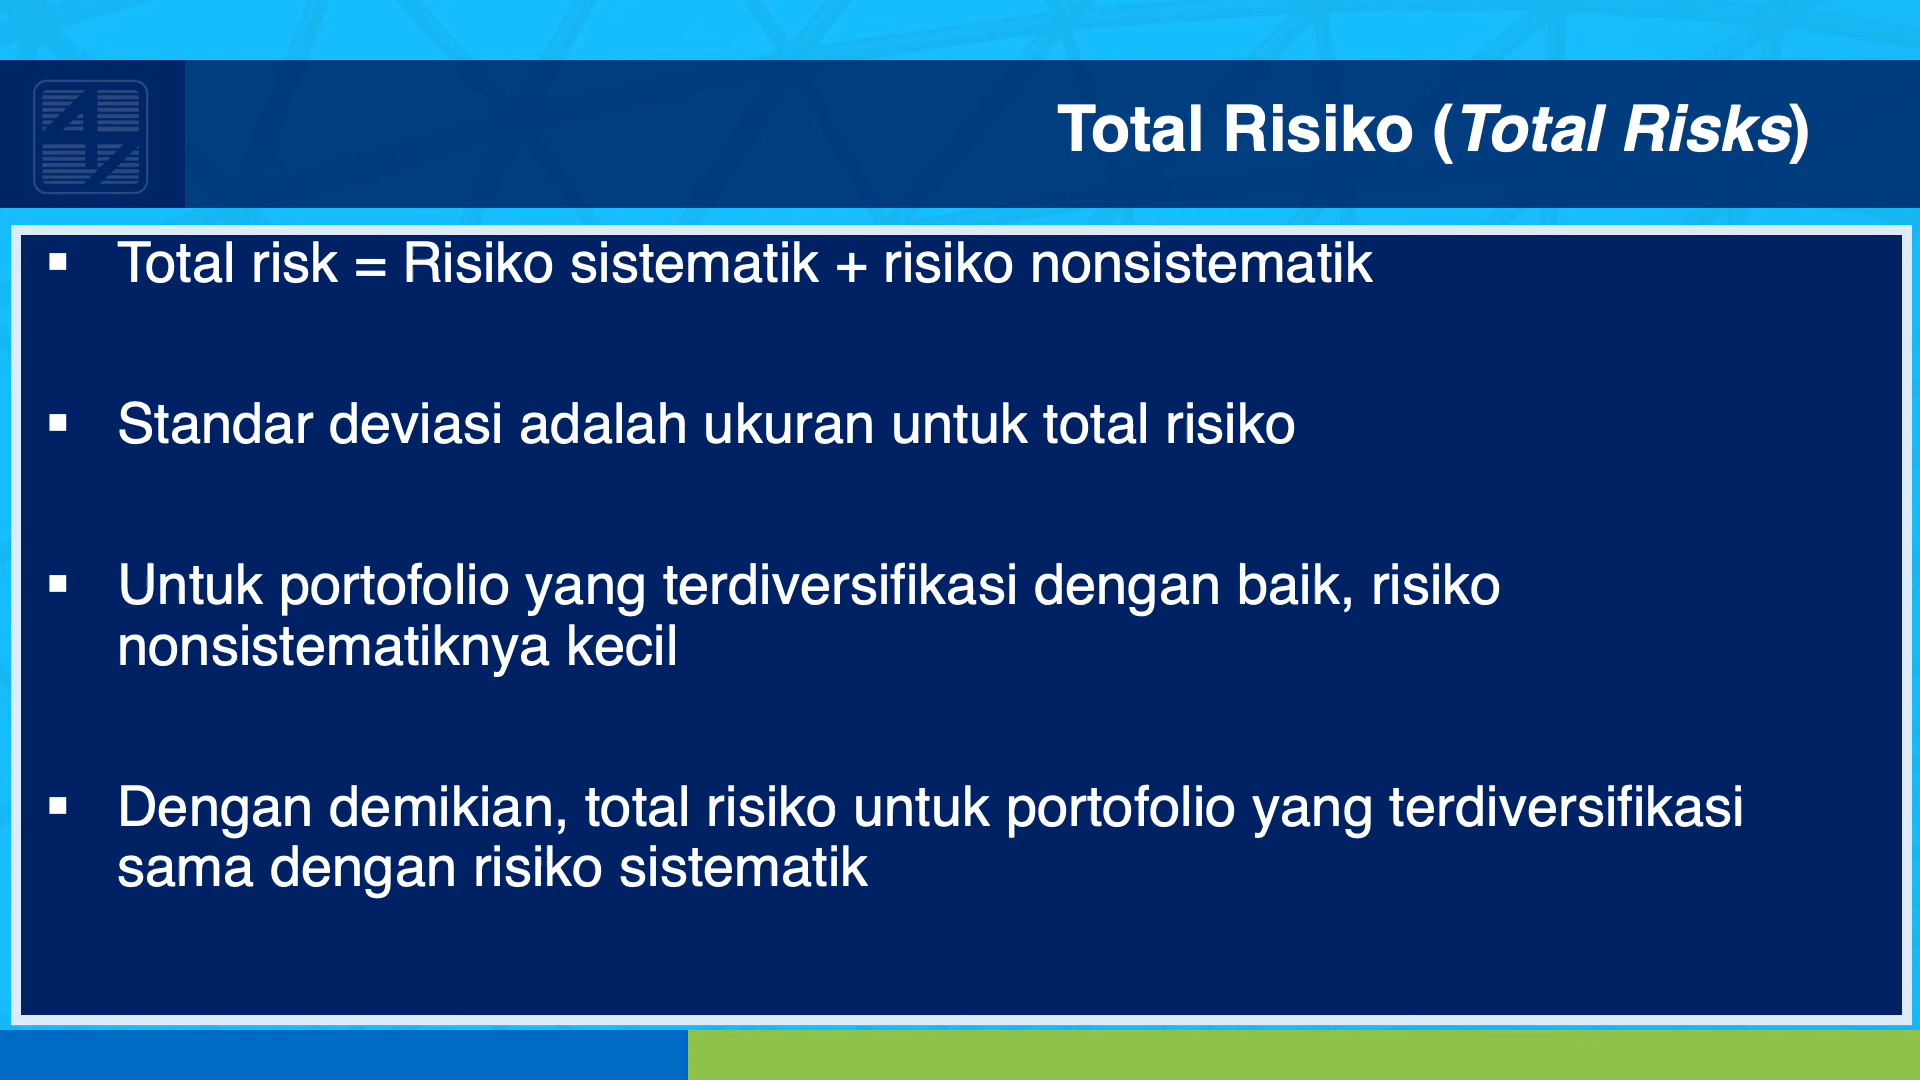 Total Risiko (Total Risks)
▪ Total risk = Risiko sistematik + risiko nonsistematik
▪ Standar deviasi adalah ukuran untuk total risiko
▪ Untuk portofolio yang terdiversifikasi dengan baik, risiko
nonsistematiknya kecil
▪ Dengan demikian, total risiko untuk portofolio yang terdiversifikasi
sama dengan risiko sistematik